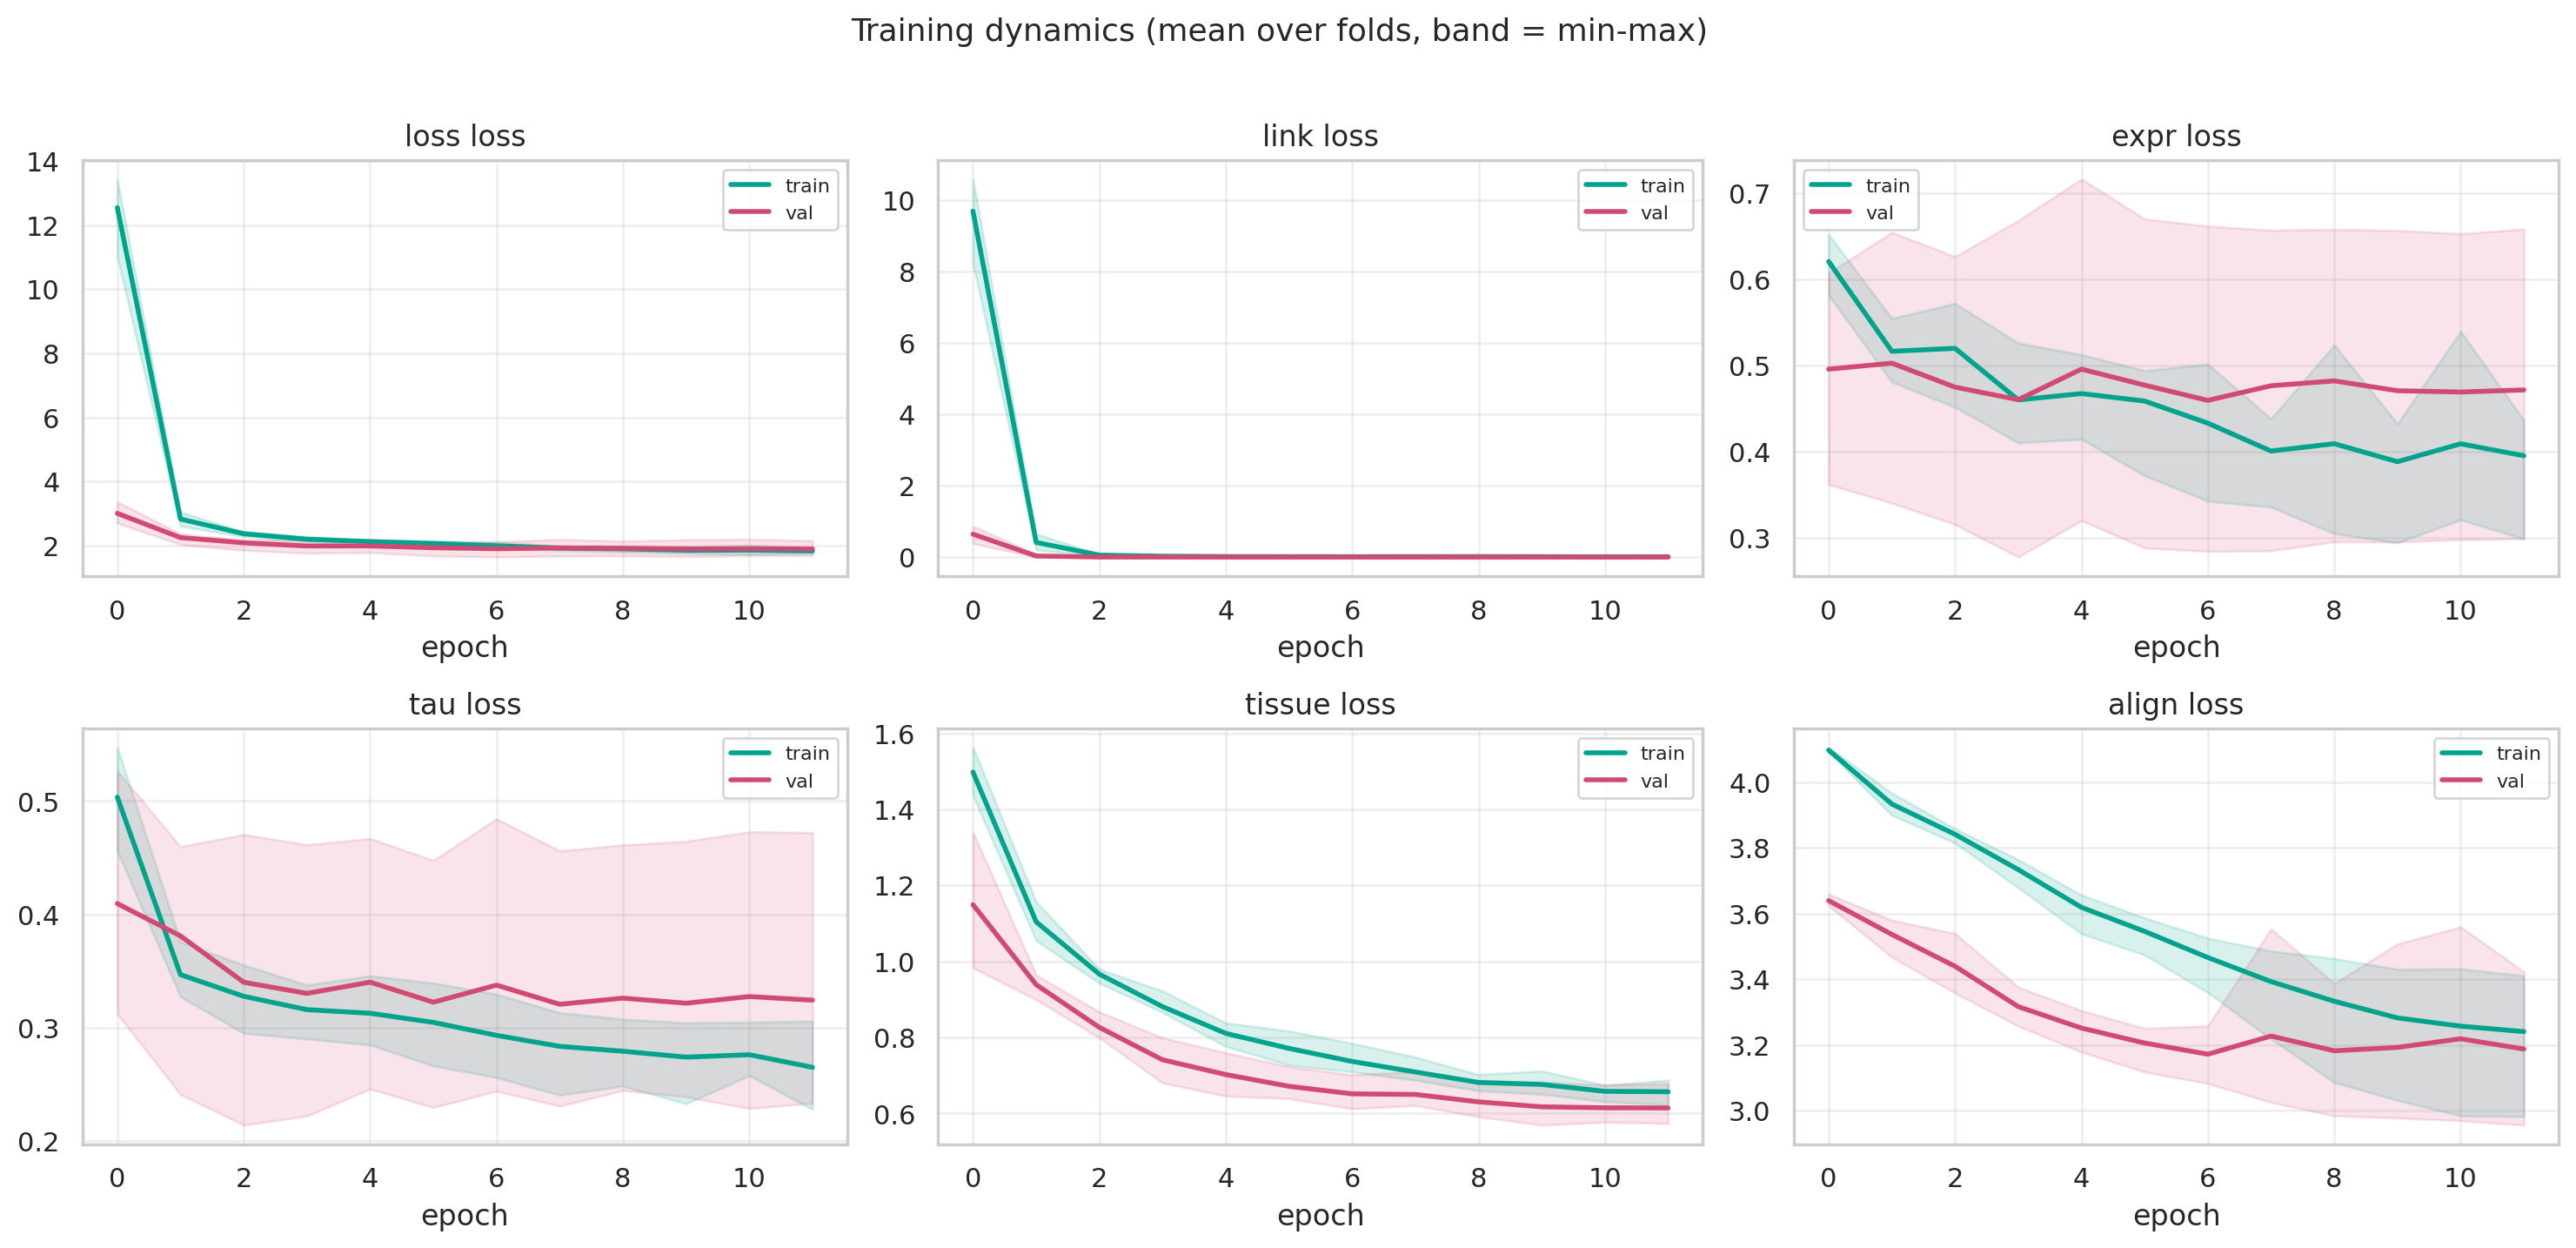 Training dynamics (mean over folds, band = min-max)
loss loss
14
12
10
8
6
4
2
0 2 4 6 8 10
epoch
train
val
link loss
10
8
6
4
2
0
0 2 4 6 8 10
epoch
train
val
expr loss
0.7
0.6
0.5
0.4
0.3
0 2 4 6 8 10
epoch
train
val
tau loss
0.5
0.4
0.3
0.2
0 2 4 6 8 10
epoch
train
val
tissue loss
1.6
1.4
1.2
1.0
0.8
0.6
0 2 4 6 8 10
epoch
train
val
align loss
4.0
3.8
3.6
3.4
3.2
3.0
0 2 4 6 8 10
epoch
train
val